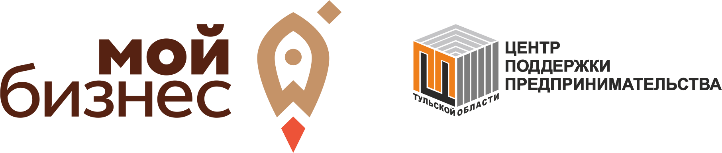 мой
бизнес
ЦЕНТР
ПОДДЕРЖКИ
ПРЕДПРИНИМАТЕЛЬСТВА
Ц
ТУЛЬСКОЙ ОБЛАСТИ